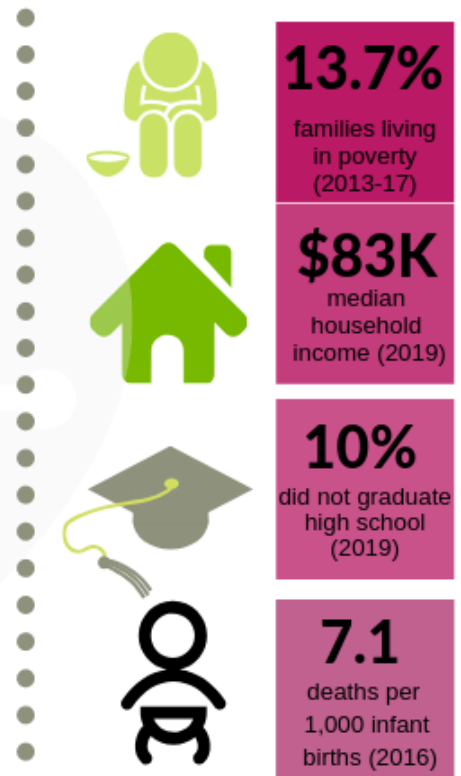 13.7%
families living
in poverty
(2013-17)
$83K
median
household
income (2019)
10%
did not graduate
high school
(2019)
7.1
deaths per
1,000 infant
births (2016)